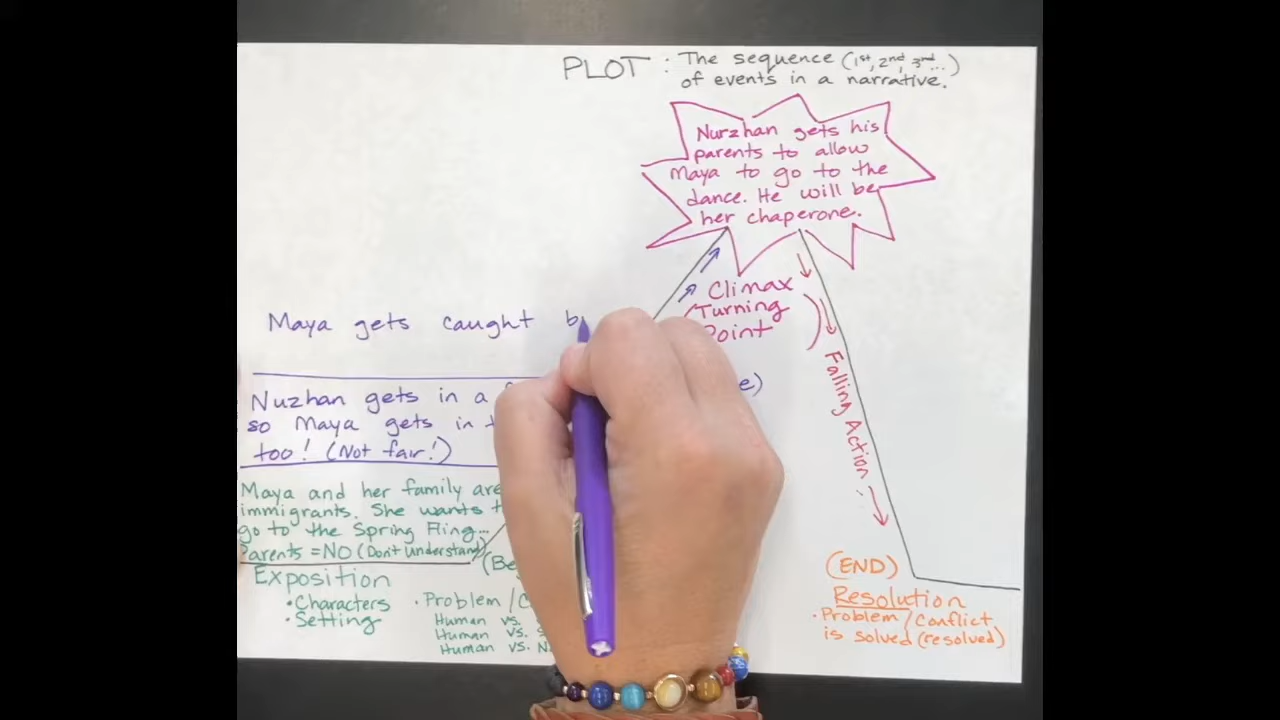 PLOT : The sequence (1st, 2nd, 3rd...)
of events in a narrative.
Nurzhan gets his
parents to allow
Maya to go to the
dance. He will be
her chaperone.
Climax
(Turning
Point)
Maya gets caught
Nuzhan gets in a
so Maya gets in
too! (Not fair!)
Maya and her family are
immigrants. She wants
go to the Spring Fling...
Parents = NO (Don't understand)
Exposition
• Characters
• Setting
• Problem /
Human vs.
Human vs.
Human vs.
Falling Action
(END)
Resolution
• Problem / Conflict
is solved (resolved)